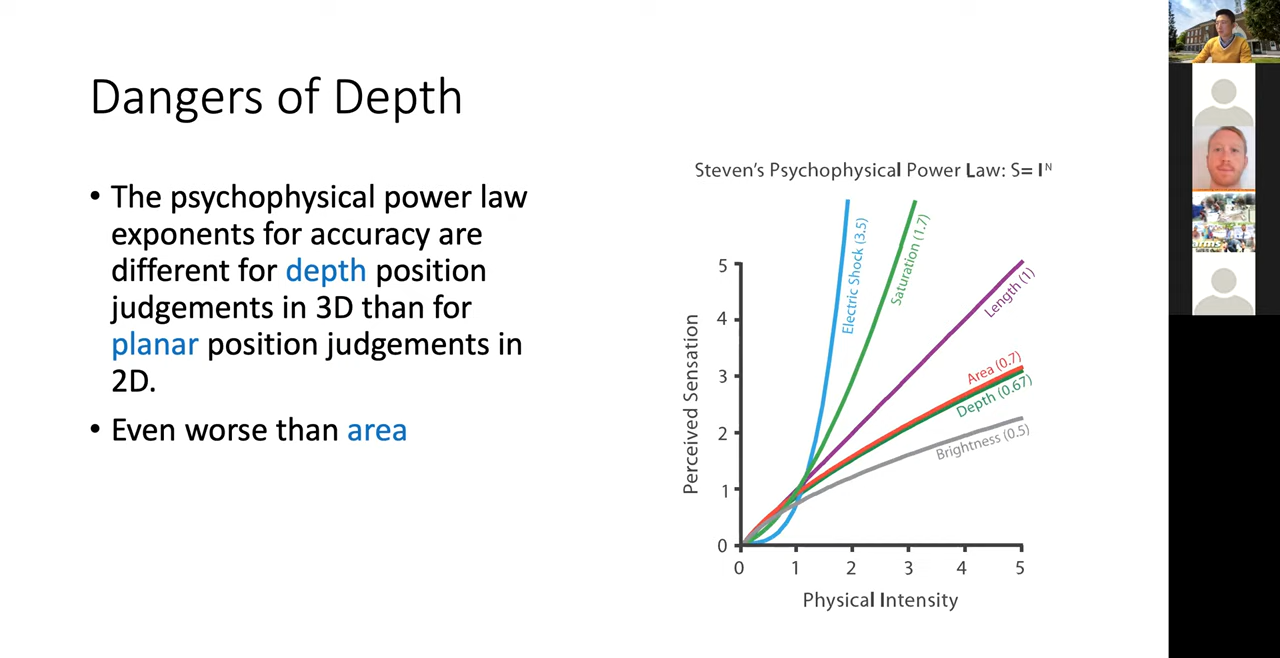 Dangers of Depth
• The psychophysical power law
exponents for accuracy are
different for depth position
judgements in 3D than for
planar position judgements in
2D.
• Even worse than area
Steven's Psychophysical Power Law: S= I^N
Electric Shock (3.5)
Saturation (1.7)
Length (1)
Area (0.7)
Depth (0.67)
Brightness (0.5)
Perceived Sensation
5
4
3
2
1
0
0 1 2 3 4 5
Physical Intensity